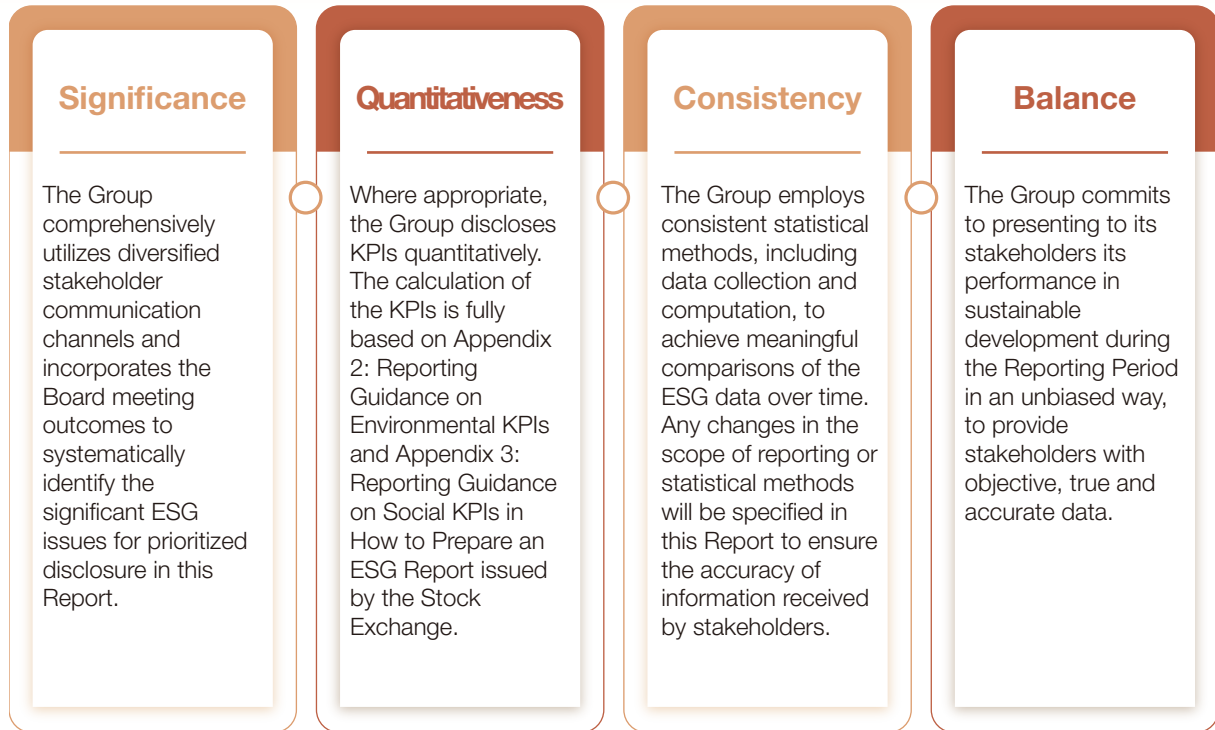 Significance
The Group
comprehensively
utilizes diversified
stakeholder
communication
channels and
incorporates the
Board meeting
outcomes to
systematically
identify the
significant ESG
issues for prioritized
disclosure in this
Report.
Quantitativeness
Where appropriate,
the Group discloses
KPIs quantitatively.
The calculation of
the KPIs is fully
based on Appendix
2: Reporting
Guidance on
Environmental KPIs
and Appendix 3:
Reporting Guidance
on Social KPIs in
How to Prepare an
ESG Report issued
by the Stock
Exchange.
Consistency
The Group employs
consistent statistical
methods, including
data collection and
computation, to
achieve meaningful
comparisons of the
ESG data over time.
Any changes in the
scope of reporting or
statistical methods
will be specified in
this Report to ensure
the accuracy of
information received
by stakeholders.
Balance
The Group commits
to presenting to its
stakeholders its
performance in
sustainable
development during
the Reporting Period
in an unbiased way,
to provide
stakeholders with
objective, true and
accurate data.